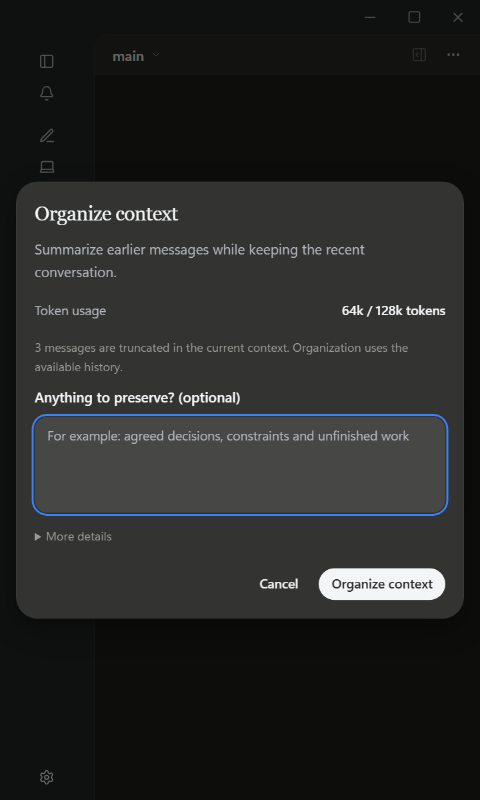 main
Organize context
Summarize earlier messages while keeping the recent
conversation.
Token usage
64k / 128k tokens
3 messages are truncated in the current context. Organization uses the
available history.
Anything to preserve? (optional)
For example: agreed decisions, constraints and unfinished work
More details
Cancel
Organize context